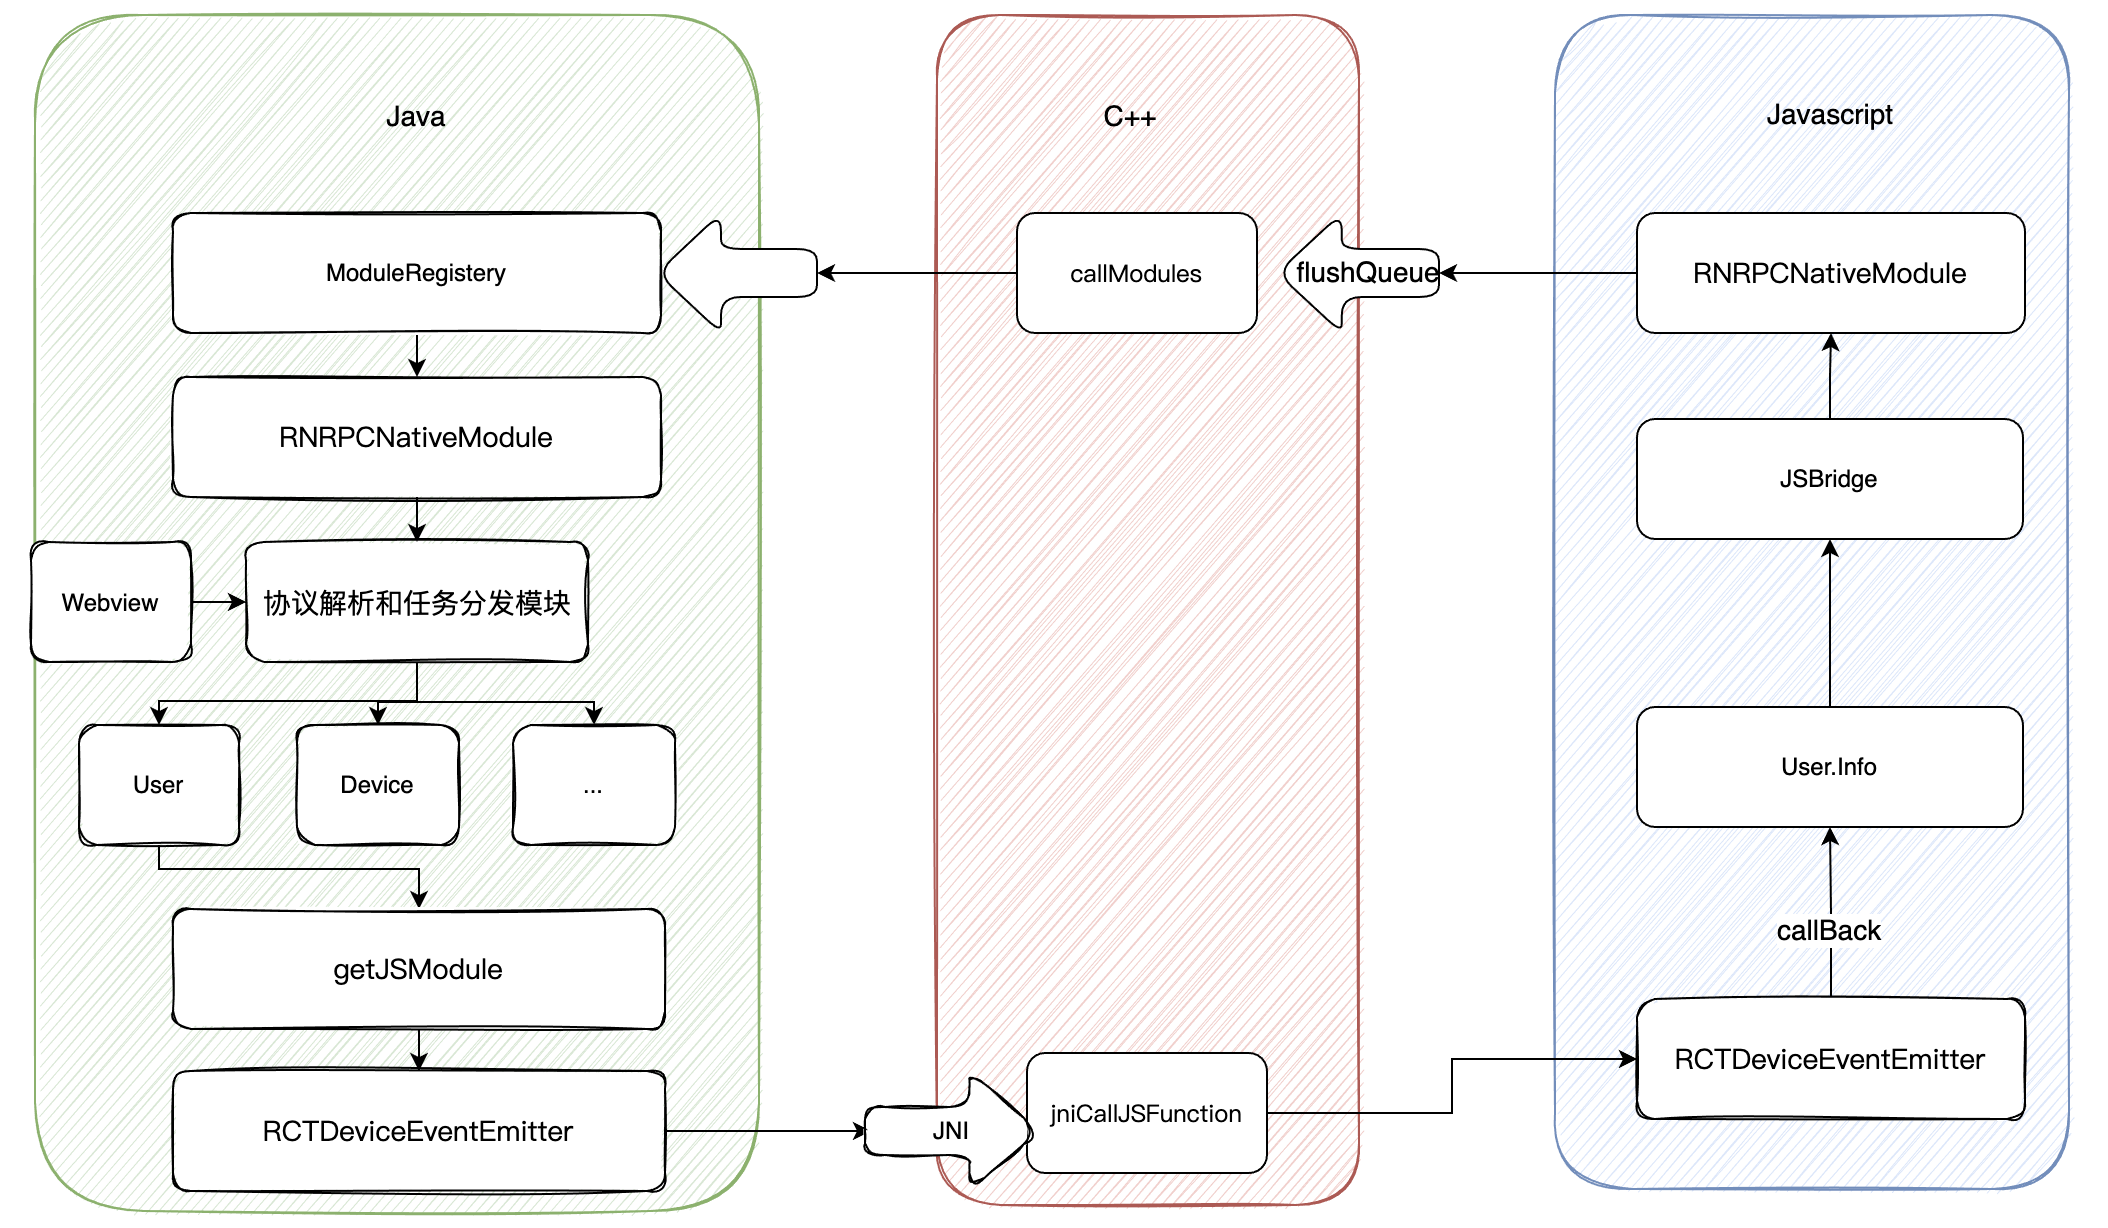 Java
C++
Javascript
ModuleRegistery
callModules
flushQueue
RNRPCNativeModule
RNRPCNativeModule
JSBridge
Webview
协议解析和任务分发模块
User
Device
...
User.Info
getJSModule
callBack
RCTDeviceEventEmitter
JNI
jniCallJSFunction
RCTDeviceEventEmitter